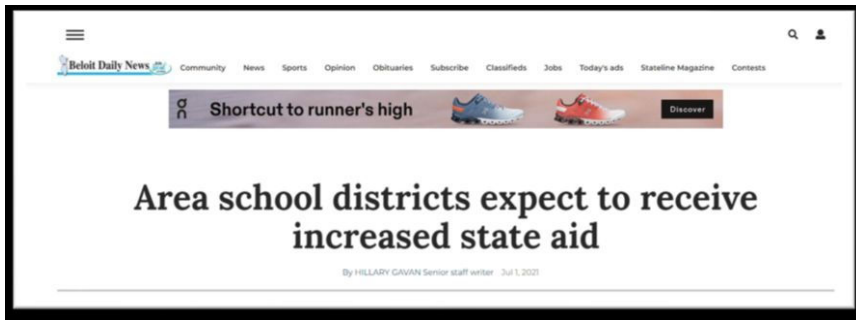 Beloit Daily News
Community News Sports Opinion Obituaries Subscribe Classifieds Jobs Today's ads Stateline Magazine Contests
Shortcut to runner's high Discover
Area school districts expect to receive
increased state aid
By HILLARY GAVAN Senior staff writer Jul 1, 2021